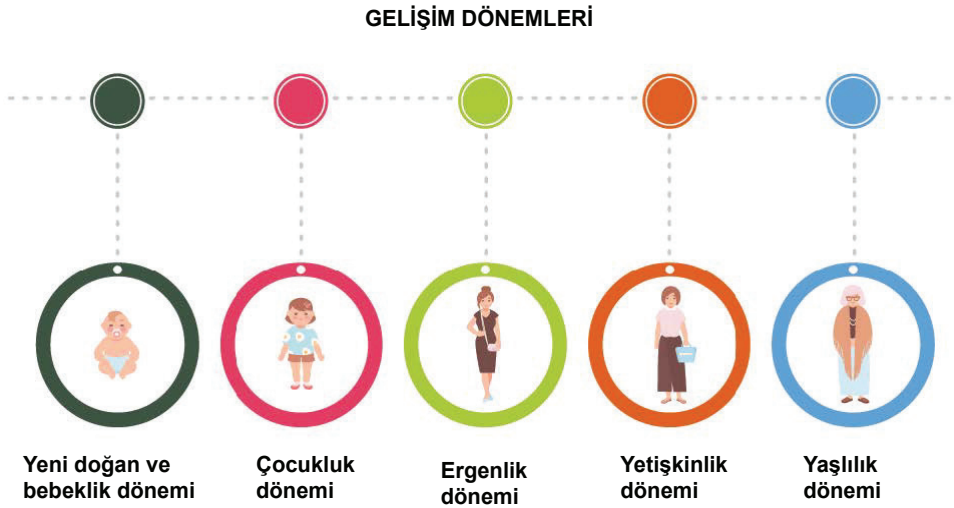 GELİŞİM DÖNEMLERİ
Yeni doğan ve
bebeklik dönemi
Çocukluk
dönemi
Ergenlik
dönemi
Yetişkinlik
dönemi
Yaşlılık
dönemi